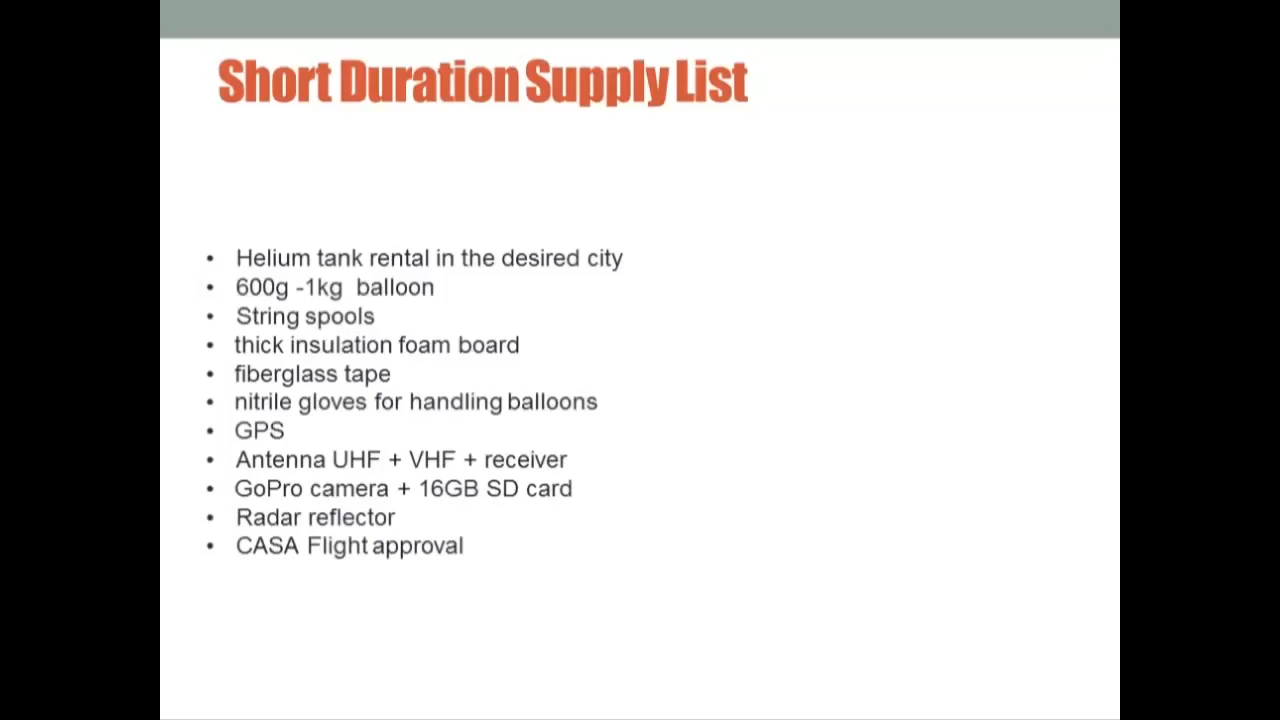 Short Duration Supply List
• Helium tank rental in the desired city
• 600g -1kg  balloon
• String spools
• thick insulation foam board
• fiberglass tape
• nitrile gloves for handling balloons
• GPS
• Antenna UHF + VHF + receiver
• GoPro camera + 16GB SD card
• Radar reflector
• CASA Flight approval